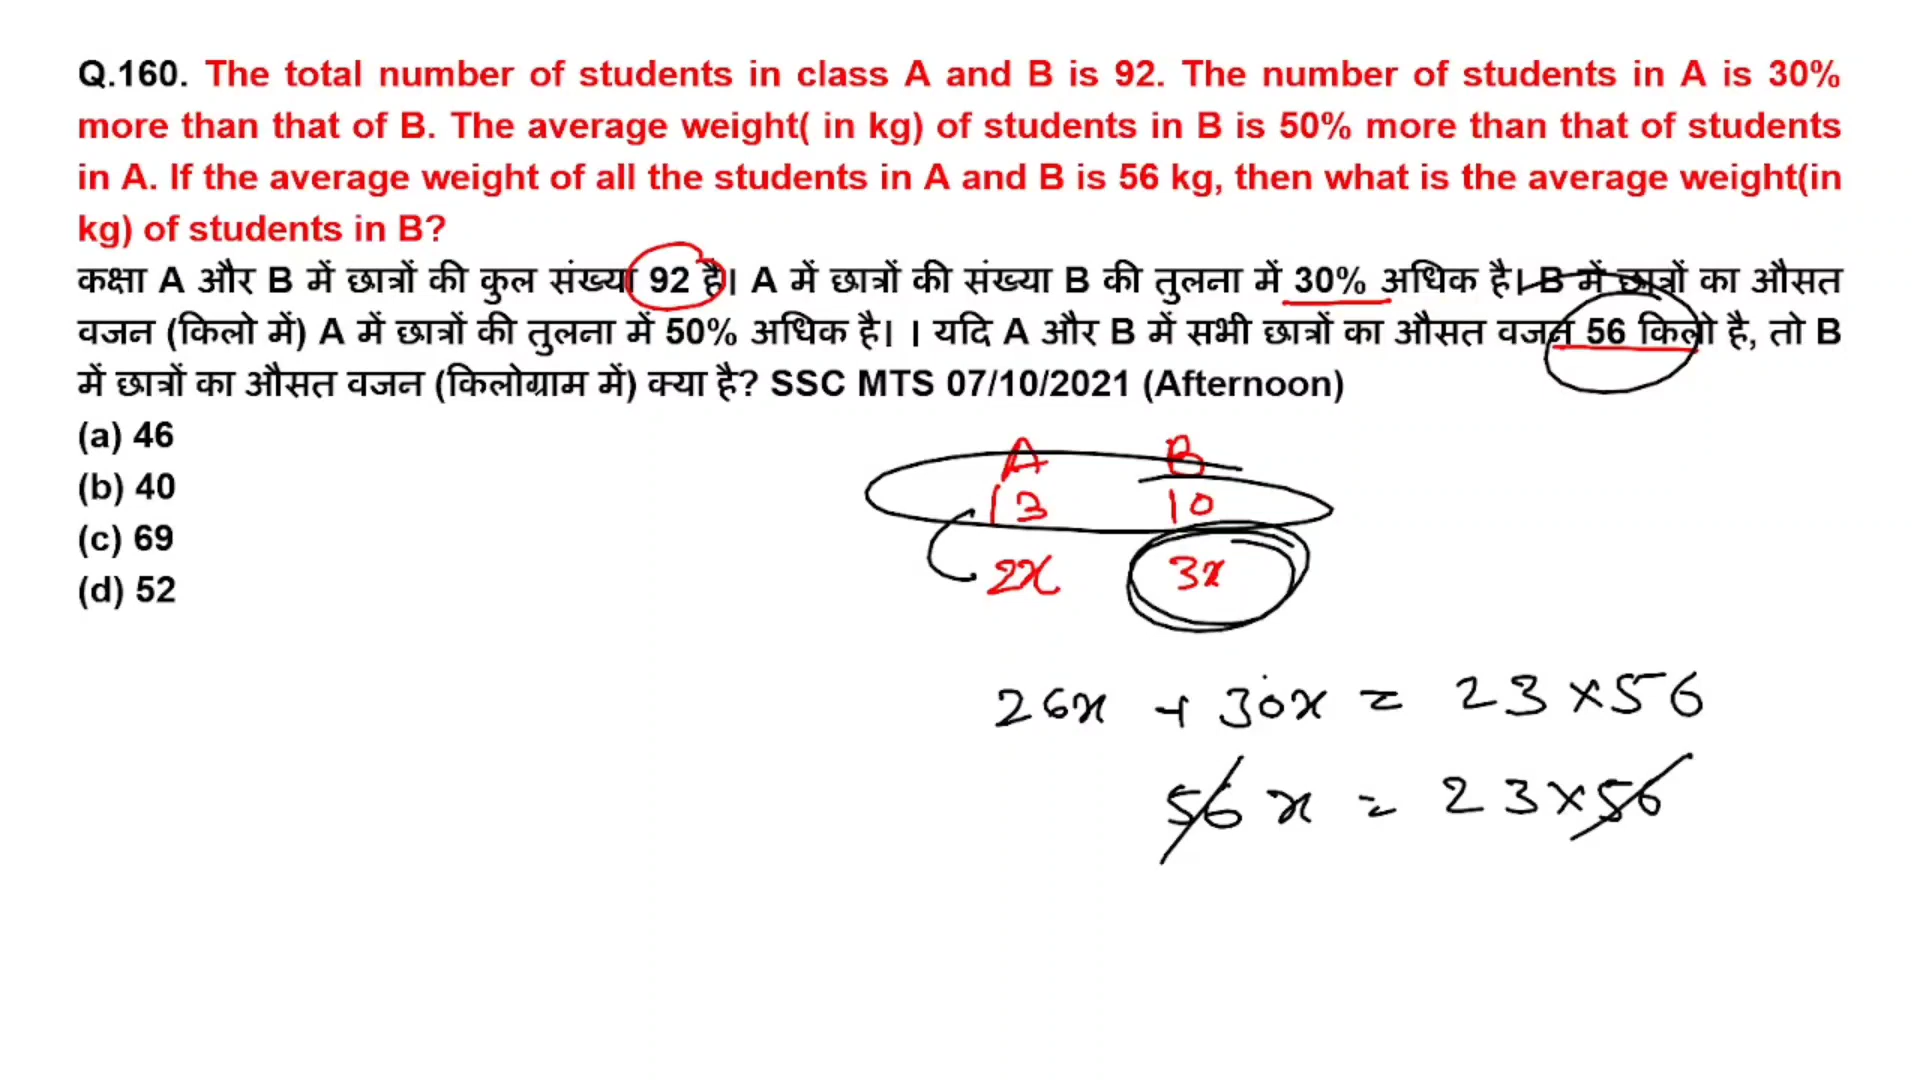 Q.160. The total number of students in class A and B is 92. The number of students in A is 30%
more than that of B. The average weight( in kg) of students in B is 50% more than that of students
in A. If the average weight of all the students in A and B is 56 kg, then what is the average weight(in
kg) of students in B?
कक्षा A और B में छात्रों की कुल संख्या 92 है। A में छात्रों की संख्या B की तुलना में 30% अधिक है। B में छात्रों का औसत
वजन (किलो में) A में छात्रों की तुलना में 50% अधिक है। । यदि A और B में सभी छात्रों का औसत वजन 56 किलो है, तो B
में छात्रों का औसत वजन (किलोग्राम में) क्या है? SSC MTS 07/10/2021 (Afternoon)
(a) 46
(b) 40
(c) 69
(d) 52
A B
13 10
2x 3x
26x + 30x = 23 × 56
56 x = 23 × 56